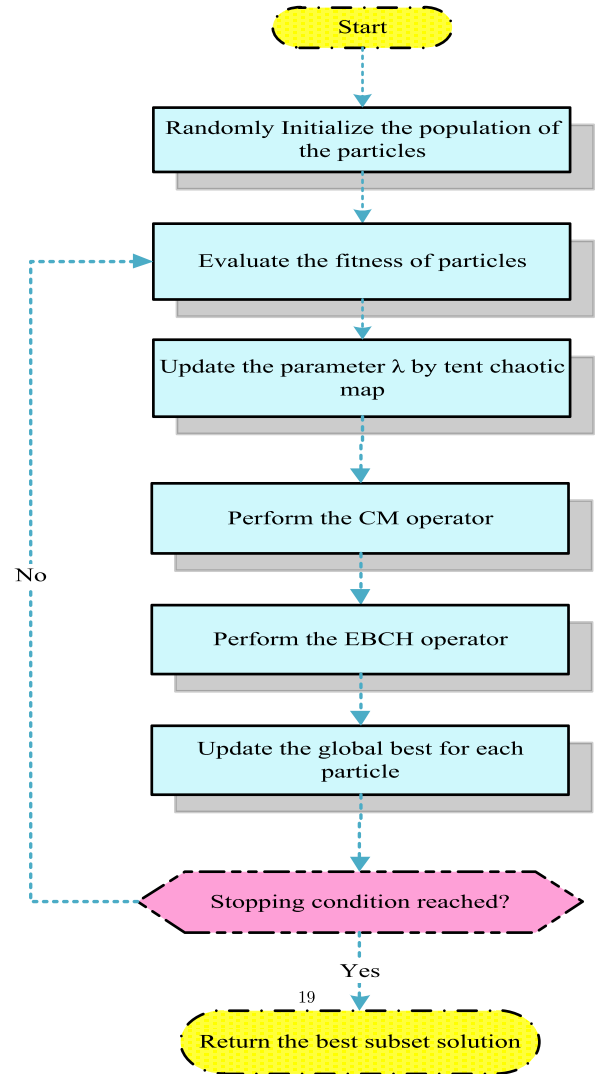 Start
Randomly Initialize the population of
the particles
Evaluate the fitness of particles
Update the parameter λ by tent chaotic
map
Perform the CM operator
No
Perform the EBCH operator
Update the global best for each
particle
Stopping condition reached?
Yes
19
Return the best subset solution